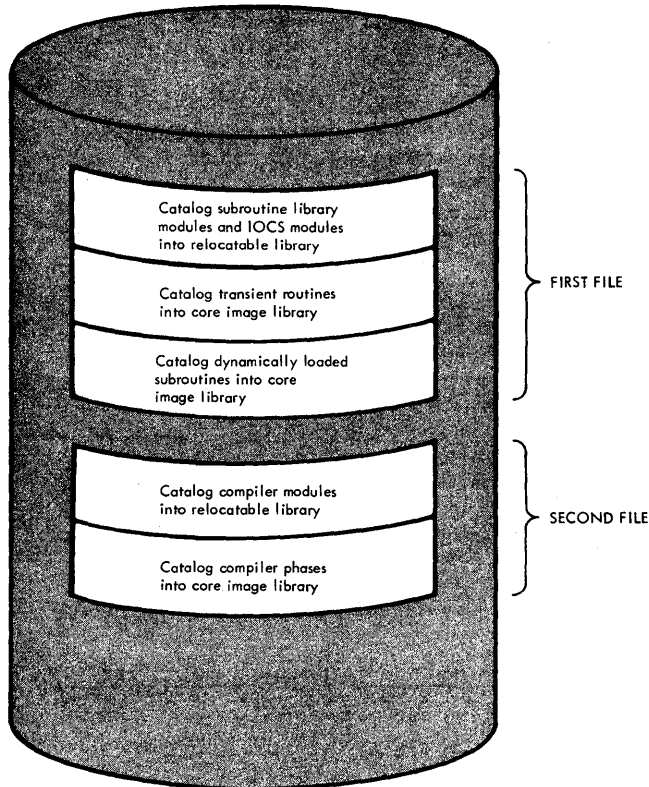 Catalog subroutine library
modules and IOCS modules
into relocatable library
Catalog transient routines
into core image library
Catalog dynamically loaded
subroutines into core
image library
FIRST FILE
Catalog compiler modules
into relocatable library
Catalog compiler phases
into core image library
SECOND FILE